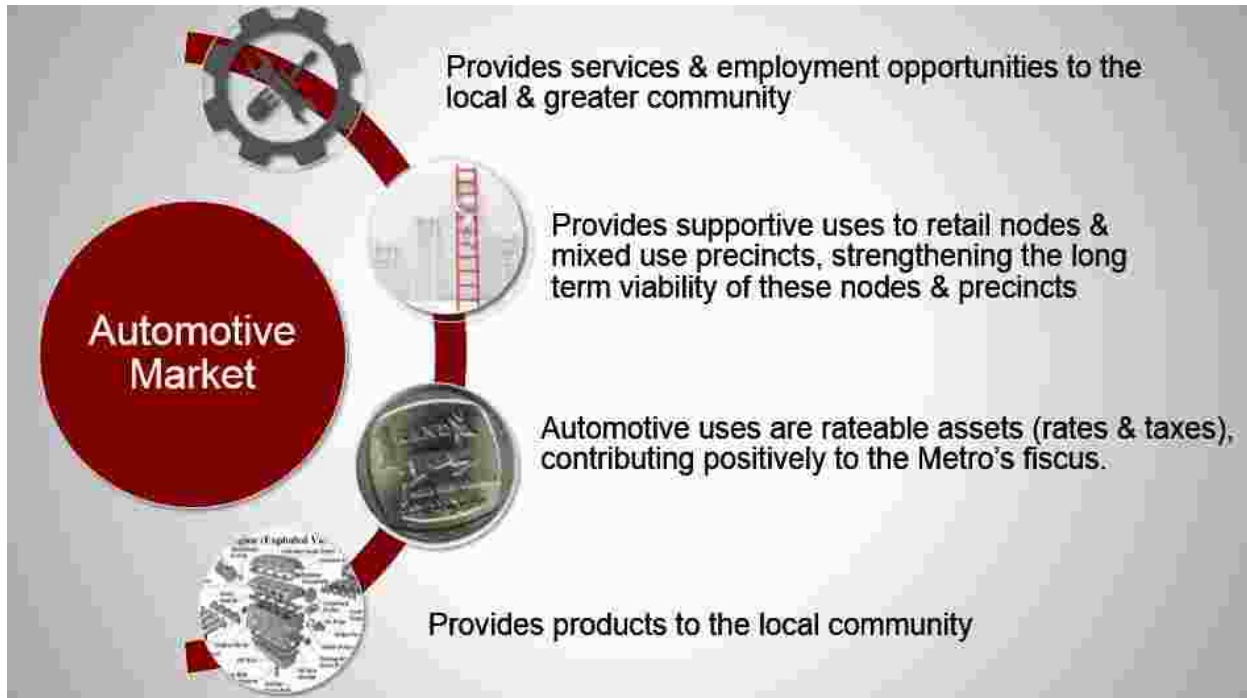 Provides services & employment opportunities to the
local & greater community
Provides supportive uses to retail nodes &
mixed use precincts, strengthening the long
term viability of these nodes & precincts
Automotive
Market
Automotive uses are rateable assets (rates & taxes),
contributing positively to the Metro's fiscus.
(Exploded
Provides products to the local community